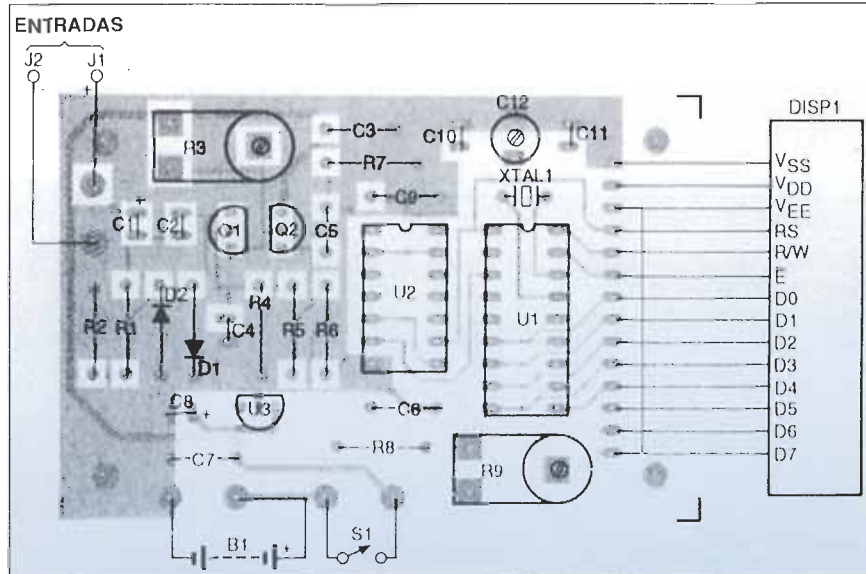 ENTRADAS
J2 J1
+
DISP1
R3
C3
R7
C10
C12
C11
XTAL1
C9
VSS
VDD
VEE
RS
R/W
E
D0
D1
D2
D3
D4
D5
D6
D7
C1 +
C2
Q1
Q2
C5
U2
U1
R2
R1
D2
D1
C4
R4
R5
R6
C8 +
U3
C6
C7
R8
R9
B1 +
S1